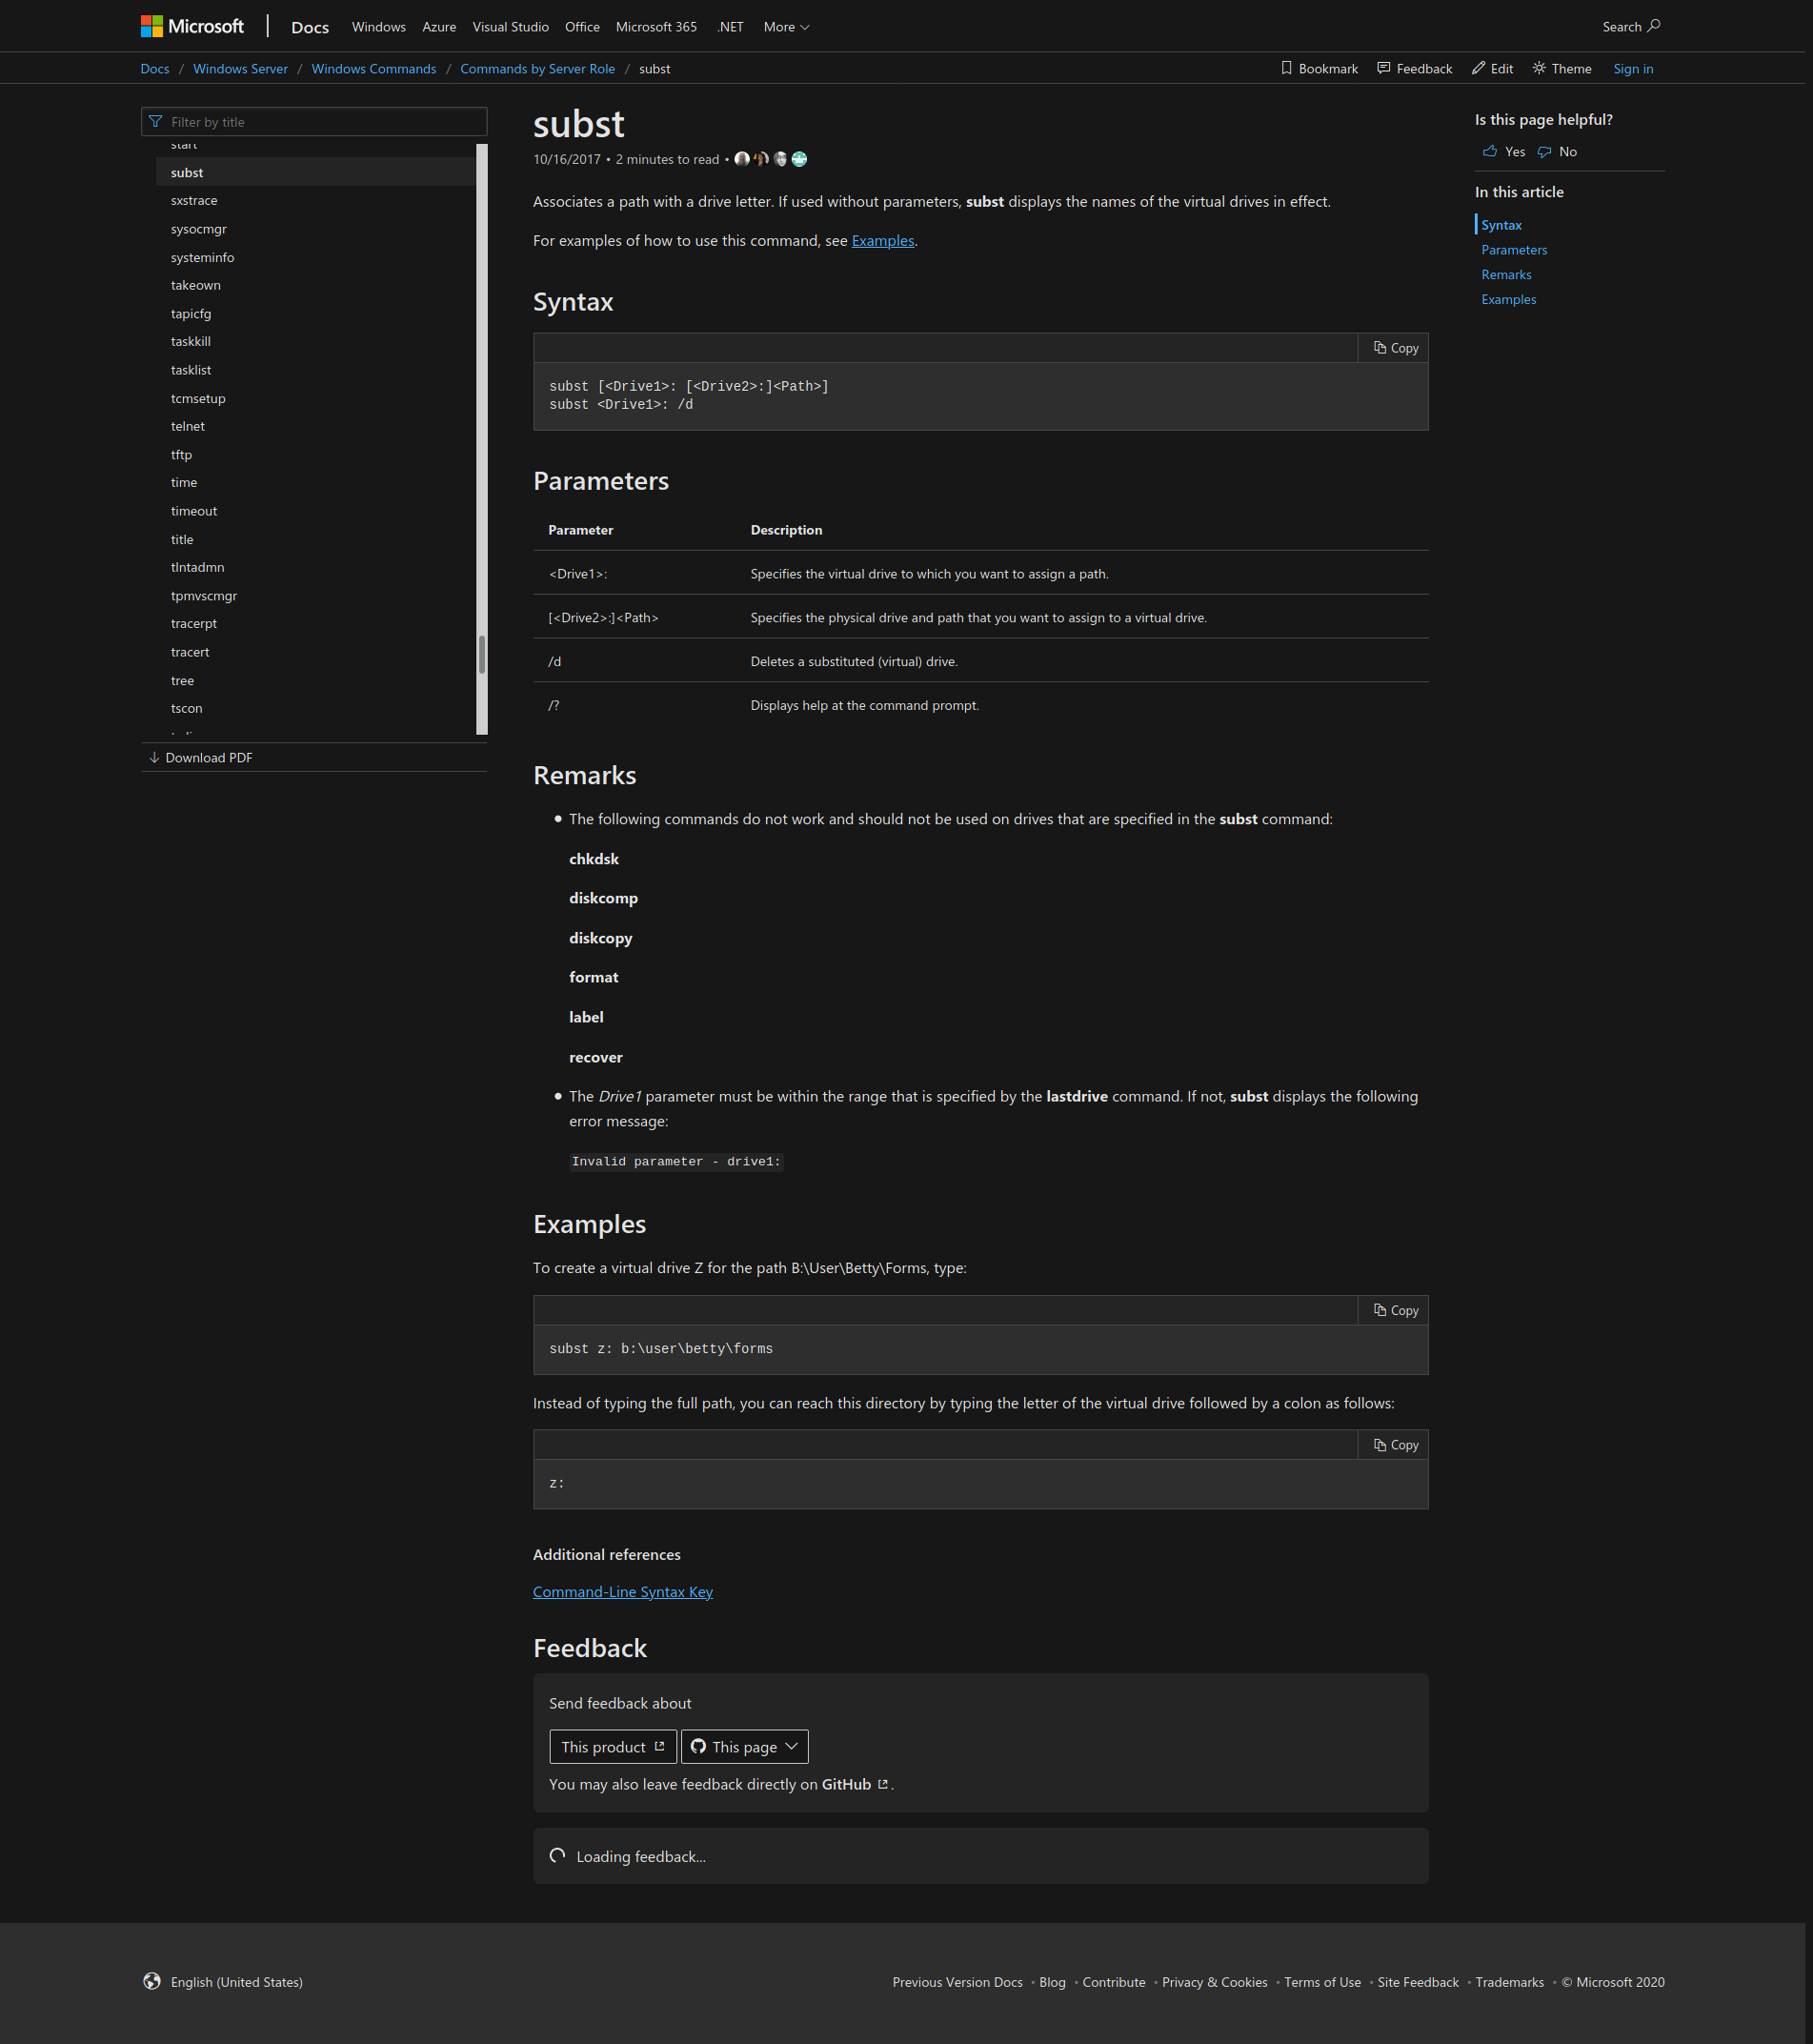 Microsoft | Docs Windows Azure Visual Studio Office Microsoft 365 .NET More Search
Docs / Windows Server / Windows Commands / Commands by Server Role / subst Bookmark Feedback Edit Theme Sign in
Filter by title
start
subst
sxstrace
sysocmgr
systeminfo
takeown
tapicfg
taskkill
tasklist
tcmsetup
telnet
tftp
time
timeout
title
tlntadmn
tpmvscmgr
tracerpt
tracert
tree
tscon
Download PDF
subst
10/16/2017 • 2 minutes to read •
Associates a path with a drive letter. If used without parameters, subst displays the names of the virtual drives in effect.
For examples of how to use this command, see Examples.
Syntax
Copy
subst [<Drive1>: [<Drive2>:]<Path>]
subst <Drive1>: /d
Parameters
Parameter Description
<Drive1>: Specifies the virtual drive to which you want to assign a path.
[<Drive2>:]<Path> Specifies the physical drive and path that you want to assign to a virtual drive.
/d Deletes a substituted (virtual) drive.
/? Displays help at the command prompt.
Remarks
• The following commands do not work and should not be used on drives that are specified in the subst command:
chkdsk
diskcomp
diskcopy
format
label
recover
• The Drive1 parameter must be within the range that is specified by the lastdrive command. If not, subst displays the following
error message:
Invalid parameter - drive1:
Examples
To create a virtual drive Z for the path B:\User\Betty\Forms, type:
Copy
subst z: b:\user\betty\forms
Instead of typing the full path, you can reach this directory by typing the letter of the virtual drive followed by a colon as follows:
Copy
z:
Additional references
Command-Line Syntax Key
Feedback
Send feedback about
This product This page
You may also leave feedback directly on GitHub .
Loading feedback...
Is this page helpful?
Yes No
In this article
Syntax
Parameters
Remarks
Examples
English (United States)
Previous Version Docs • Blog • Contribute • Privacy & Cookies • Terms of Use • Site Feedback • Trademarks • © Microsoft 2020